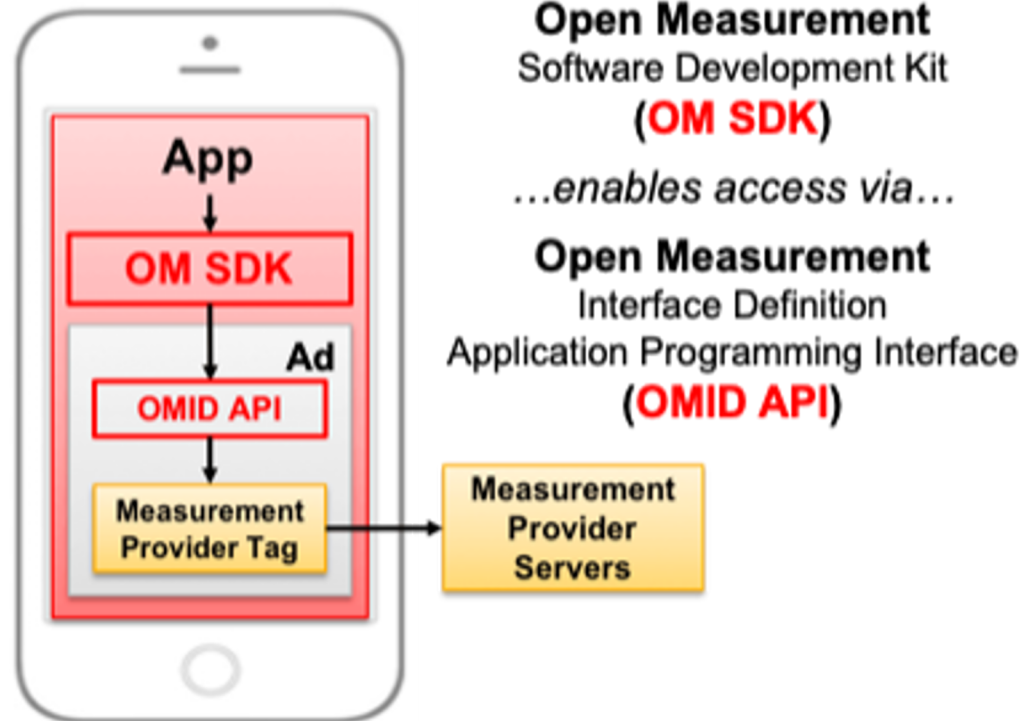 App
OM SDK
Ad
OMID API
Measurement
Provider Tag
Open Measurement
Software Development Kit
(OM SDK)
…enables access via…
Open Measurement
Interface Definition
Application Programming Interface
(OMID API)
Measurement
Provider
Servers